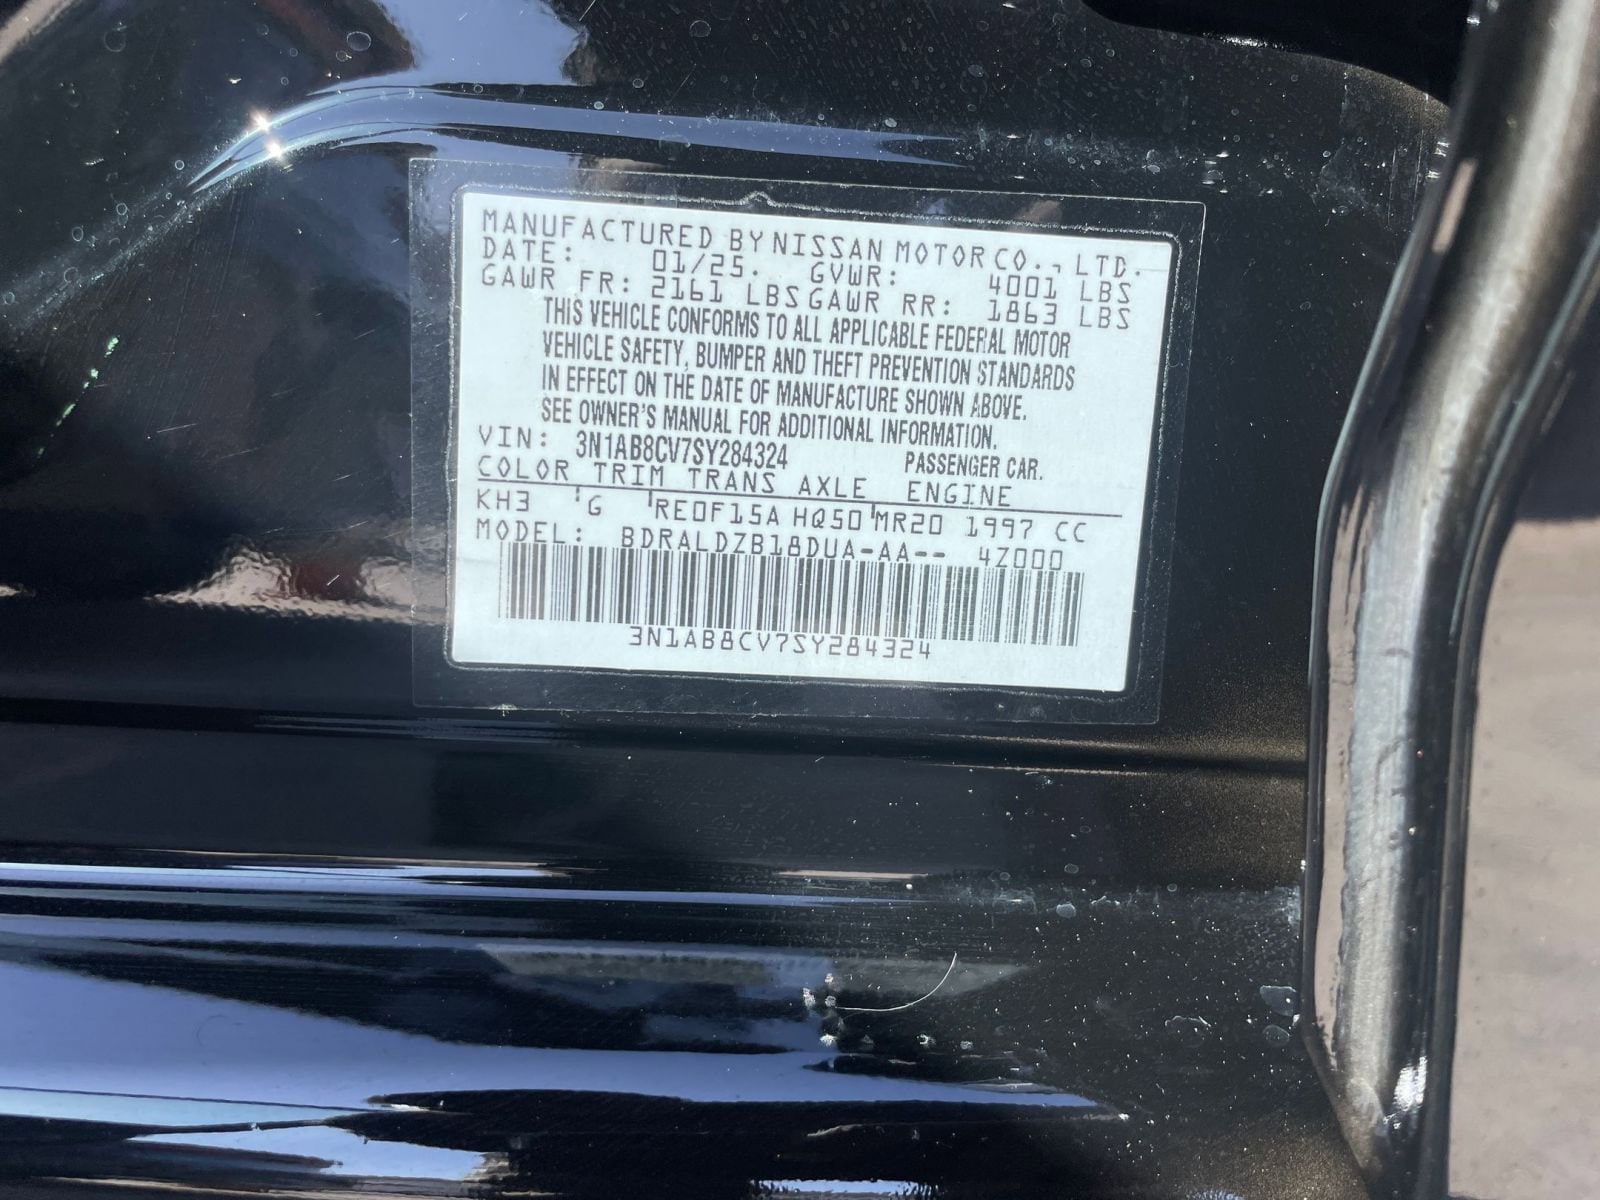 MANUFACTURED BY NISSAN MOTOR CO., LTD.
DATE: 01/25. GVWR: 4001 LBS
GAWR FR: 2161 LBS GAWR RR: 1863 LBS
THIS VEHICLE CONFORMS TO ALL APPLICABLE FEDERAL MOTOR
VEHICLE SAFETY, BUMPER AND THEFT PREVENTION STANDARDS
IN EFFECT ON THE DATE OF MANUFACTURE SHOWN ABOVE.
SEE OWNER'S MANUAL FOR ADDITIONAL INFORMATION.
VIN: 3N1AB8CV7SY284324 PASSENGER CAR.
COLOR TRIM TRANS AXLE ENGINE
KH3 G RE0F15A HQ50 MR20 1997 CC
MODEL: BDRALDZB18DUA-AA-- 4Z000
3N1AB8CV7SY284324